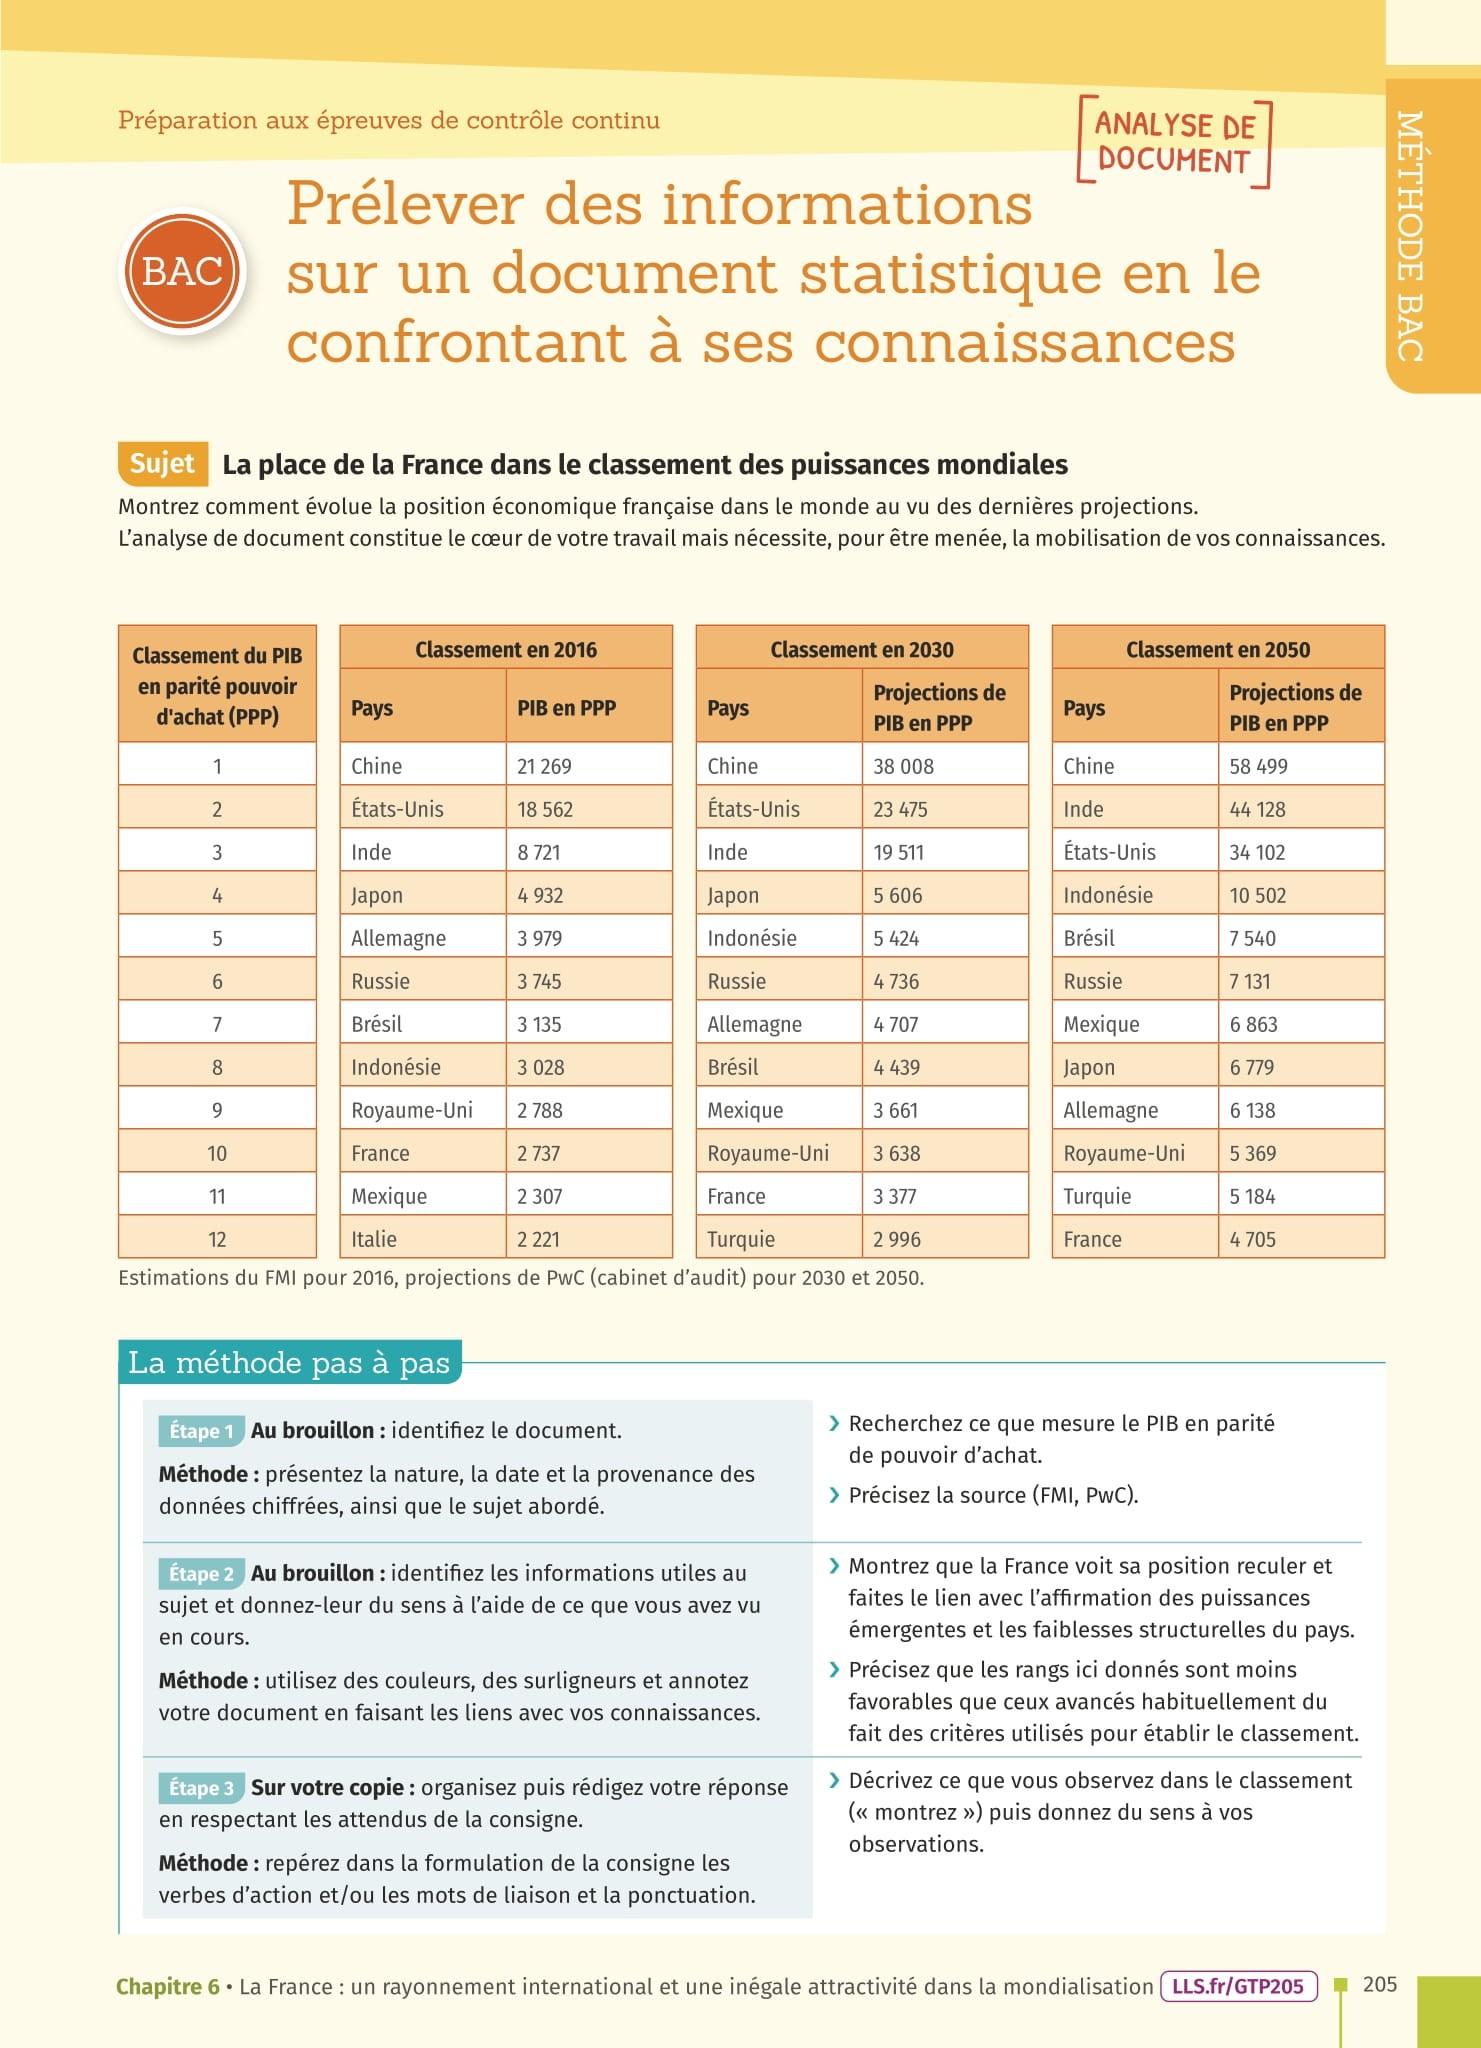 Préparation aux épreuves de contrôle continu
ANALYSE DE
DOCUMENT
MÉTHODE BAC
BAC
Prélever des informations
sur un document statistique en le
confrontant à ses connaissances
Sujet La place de la France dans le classement des puissances mondiales
Montrez comment évolue la position économique française dans le monde au vu des dernières projections.
L'analyse de document constitue le cœur de votre travail mais nécessite, pour être menée, la mobilisation de vos connaissances.
Classement du PIB
en parité pouvoir
d'achat (PPP)
Classement en 2016 Classement en 2030 Classement en 2050
Pays PIB en PPP Pays Projections de
PIB en PPP Pays Projections de
PIB en PPP
1 Chine 21 269 Chine 38 008 Chine 58 499
2 États-Unis 18 562 États-Unis 23 475 Inde 44 128
3 Inde 8 721 Inde 19 511 États-Unis 34 102
4 Japon 4 932 Japon 5 606 Indonésie 10 502
5 Allemagne 3 979 Indonésie 5 424 Brésil 7 540
6 Russie 3 745 Russie 4 736 Russie 7 131
7 Brésil 3 135 Allemagne 4 707 Mexique 6 863
8 Indonésie 3 028 Brésil 4 439 Japon 6 779
9 Royaume-Uni 2 788 Mexique 3 661 Allemagne 6 138
10 France 2 737 Royaume-Uni 3 638 Royaume-Uni 5 369
11 Mexique 2 307 France 3 377 Turquie 5 184
12 Italie 2 221 Turquie 2 996 France 4 705
Estimations du FMI pour 2016, projections de PwC (cabinet d'audit) pour 2030 et 2050.
La méthode pas à pas
Étape 1 Au brouillon : identifiez le document.
Méthode : présentez la nature, la date et la provenance des
données chiffrées, ainsi que le sujet abordé.
› Recherchez ce que mesure le PIB en parité
de pouvoir d'achat.
› Précisez la source (FMI, PwC).
Étape 2 Au brouillon : identifiez les informations utiles au
sujet et donnez-leur du sens à l'aide de ce que vous avez vu
en cours.
Méthode : utilisez des couleurs, des surligneurs et annotez
votre document en faisant les liens avec vos connaissances.
› Montrez que la France voit sa position reculer et
faites le lien avec l'affirmation des puissances
émergentes et les faiblesses structurelles du pays.
› Précisez que les rangs ici donnés sont moins
favorables que ceux avancés habituellement du
fait des critères utilisés pour établir le classement.
Étape 3 Sur votre copie : organisez puis rédigez votre réponse
en respectant les attendus de la consigne.
Méthode : repérez dans la formulation de la consigne les
verbes d'action et/ou les mots de liaison et la ponctuation.
› Décrivez ce que vous observez dans le classement
(« montrez ») puis donnez du sens à vos
observations.
Chapitre 6 • La France : un rayonnement international et une inégale attractivité dans la mondialisation LLS.fr/GTP205 205